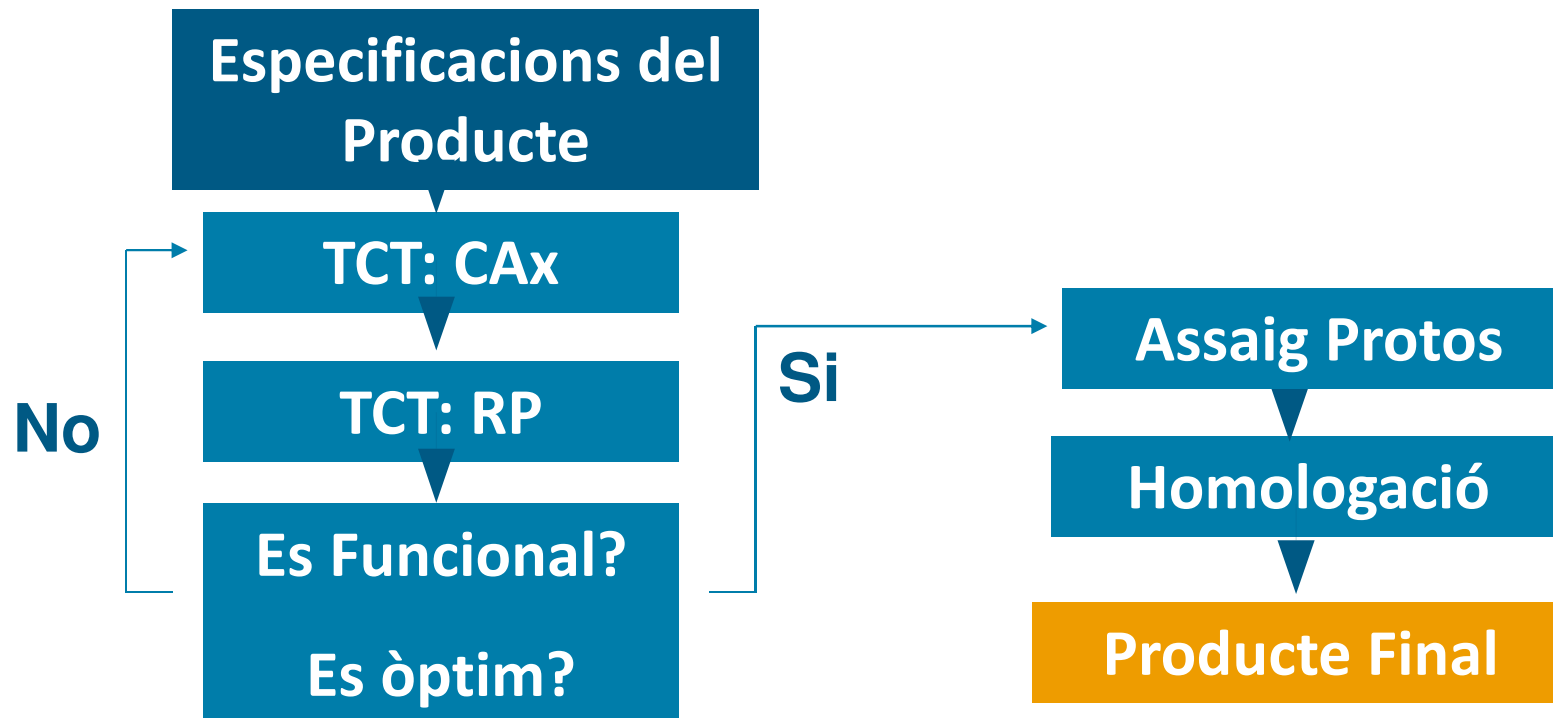 Especificacions del
Producte
TCT: CAx
TCT: RP
No
Es Funcional?
Es òptim?
Si
Assaig Protos
Homologació
Producte Final